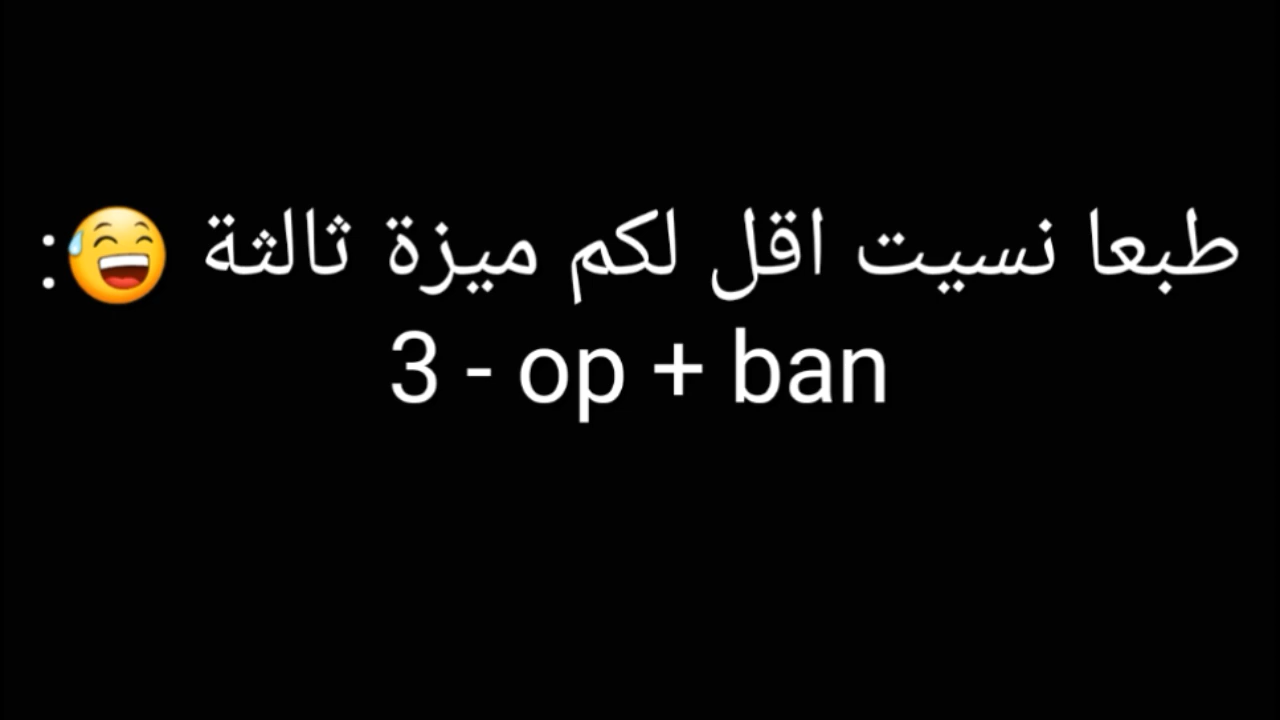 طبعا نسيت اقل لكم ميزة ثالثة 😅:
3 - op + ban